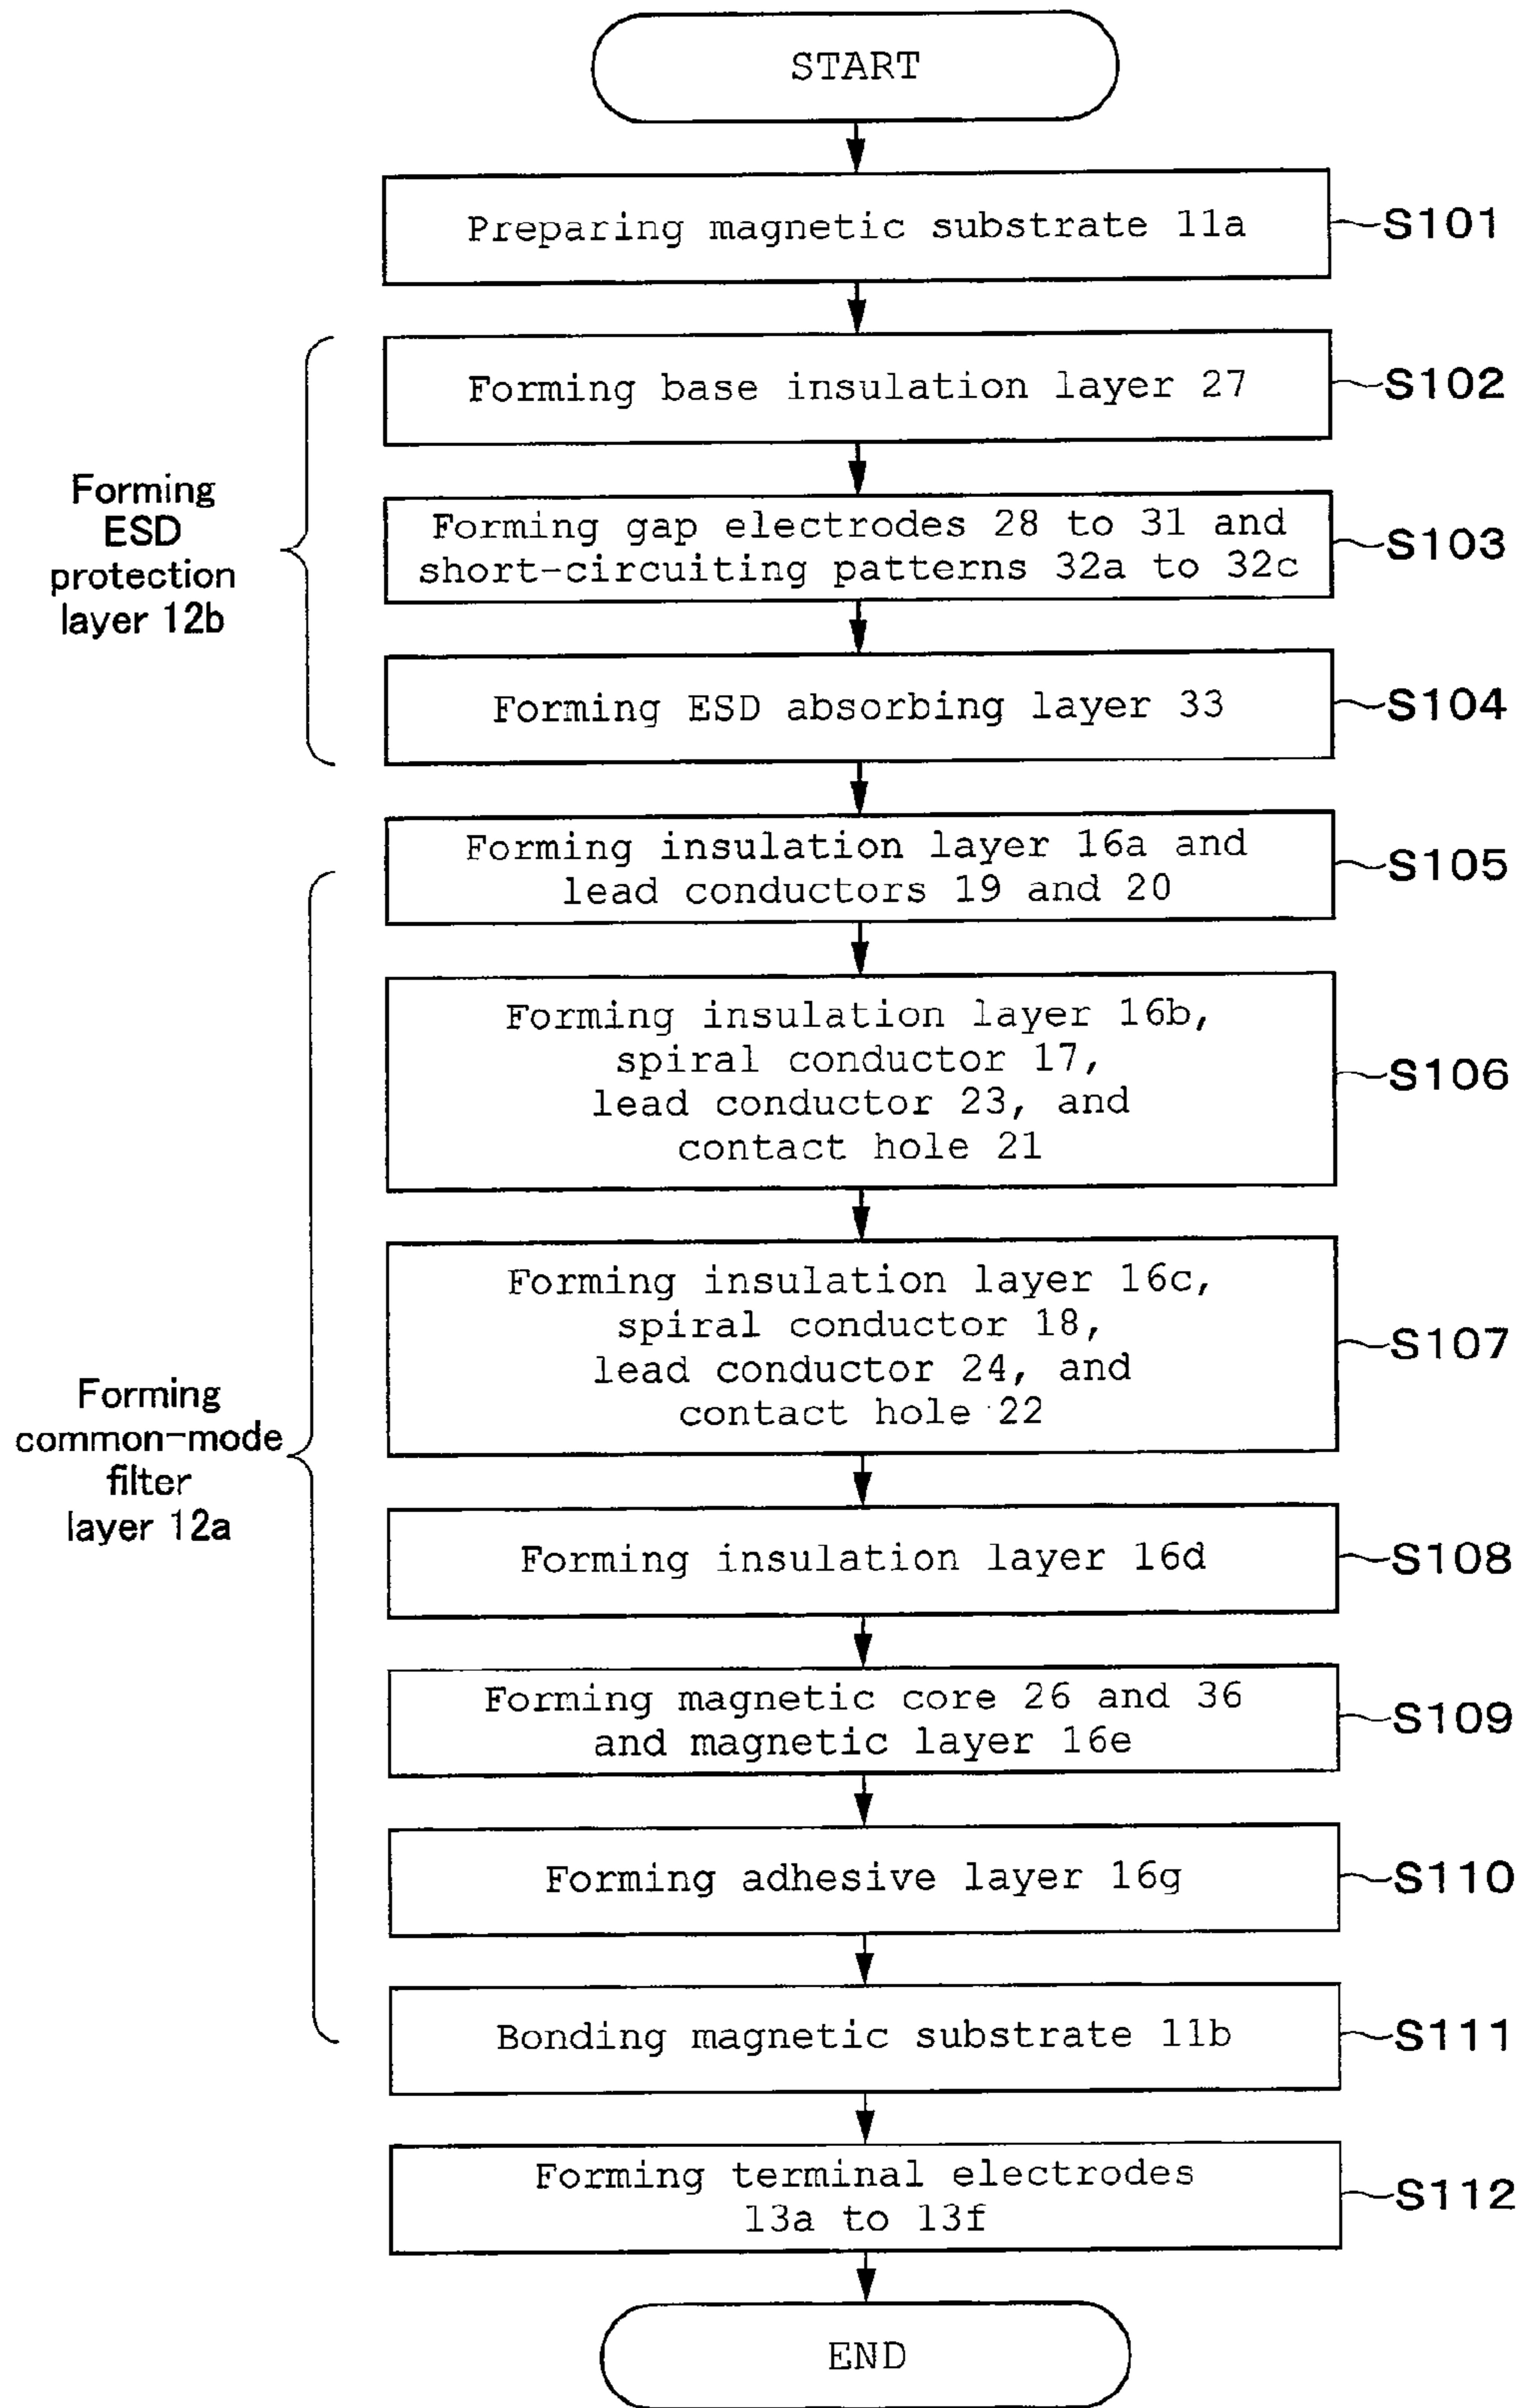 START
Preparing magnetic substrate 11a
S101
Forming base insulation layer 27
S102
Forming
ESD
protection
layer 12b
Forming gap electrodes 28 to 31 and
short-circuiting patterns 32a to 32c
S103
Forming ESD absorbing layer 33
S104
Forming insulation layer 16a and
lead conductors 19 and 20
S105
Forming insulation layer 16b,
spiral conductor 17,
lead conductor 23, and
contact hole 21
S106
Forming insulation layer 16c,
spiral conductor 18,
lead conductor 24, and
contact hole 22
S107
Forming
common-mode
filter
layer 12a
Forming insulation layer 16d
S108
Forming magnetic core 26 and 36
and magnetic layer 16e
S109
Forming adhesive layer 16g
S110
Bonding magnetic substrate 11b
S111
Forming terminal electrodes
13a to 13f
S112
END